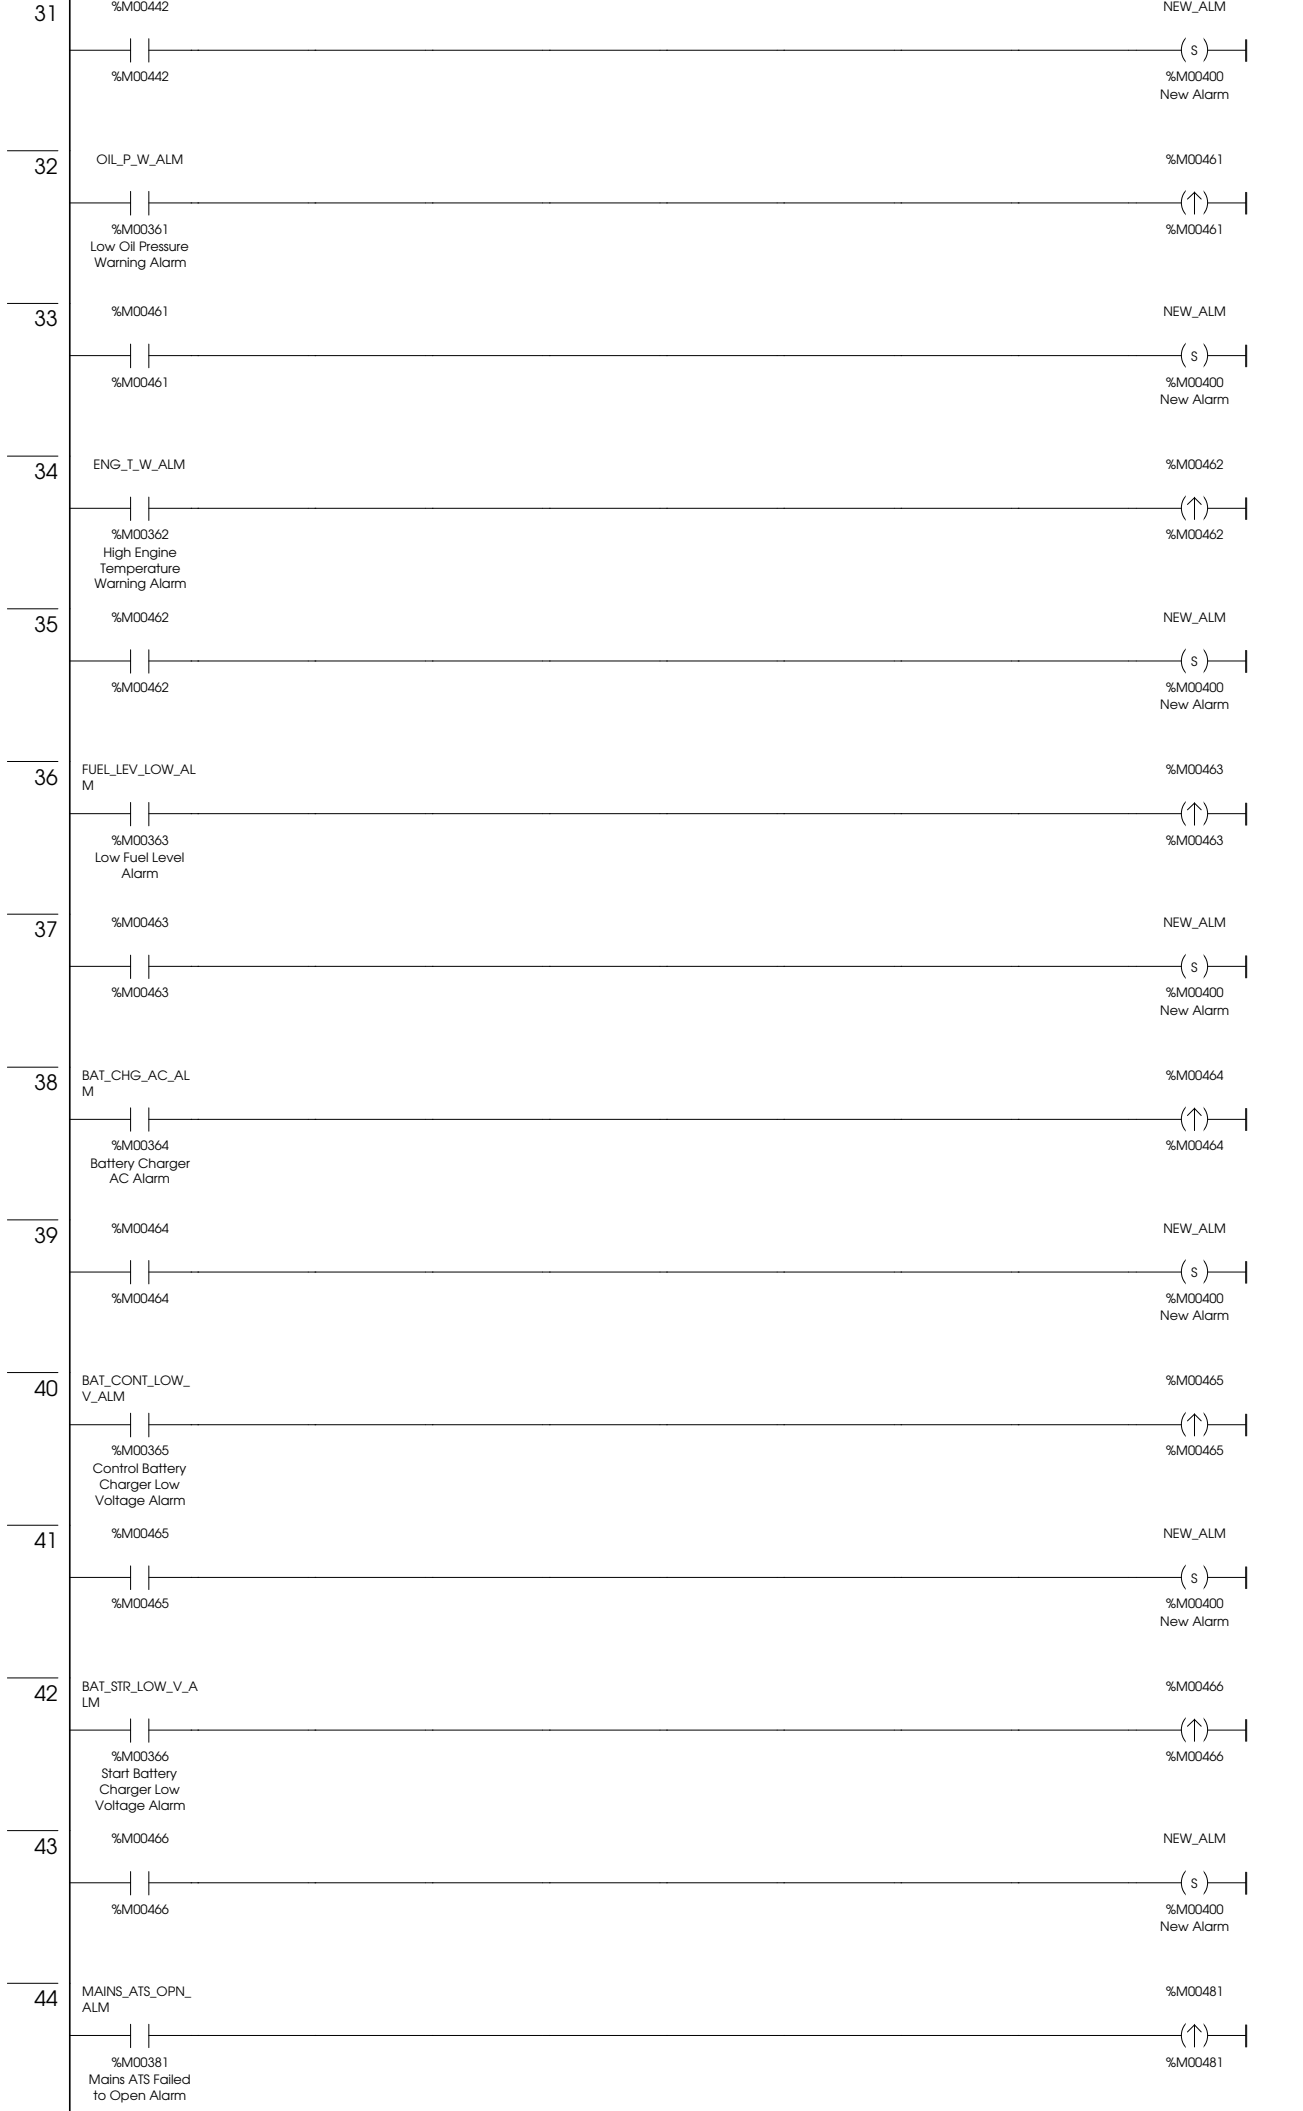 31
%M00442
NEW_ALM
S
%M00442
%M00400
New Alarm
32
OIL_P_W_ALM
%M00461
%M00361
%M00461
Low Oil Pressure
Warning Alarm
33
%M00461
NEW_ALM
S
%M00461
%M00400
New Alarm
34
ENG_T_W_ALM
%M00462
%M00362
%M00462
High Engine
Temperature
Warning Alarm
35
%M00462
NEW_ALM
S
%M00462
%M00400
New Alarm
36
FUEL_LEV_LOW_AL
M
%M00463
%M00363
%M00463
Low Fuel Level
Alarm
37
%M00463
NEW_ALM
S
%M00463
%M00400
New Alarm
38
BAT_CHG_AC_AL
M
%M00464
%M00364
%M00464
Battery Charger
AC Alarm
39
%M00464
NEW_ALM
S
%M00464
%M00400
New Alarm
40
BAT_CONT_LOW_
V_ALM
%M00465
%M00365
%M00465
Control Battery
Charger Low
Voltage Alarm
41
%M00465
NEW_ALM
S
%M00465
%M00400
New Alarm
42
BAT_STR_LOW_V_A
LM
%M00466
%M00366
%M00466
Start Battery
Charger Low
Voltage Alarm
43
%M00466
NEW_ALM
S
%M00466
%M00400
New Alarm
44
MAINS_ATS_OPN_
ALM
%M00481
%M00381
%M00481
Mains ATS Failed
to Open Alarm